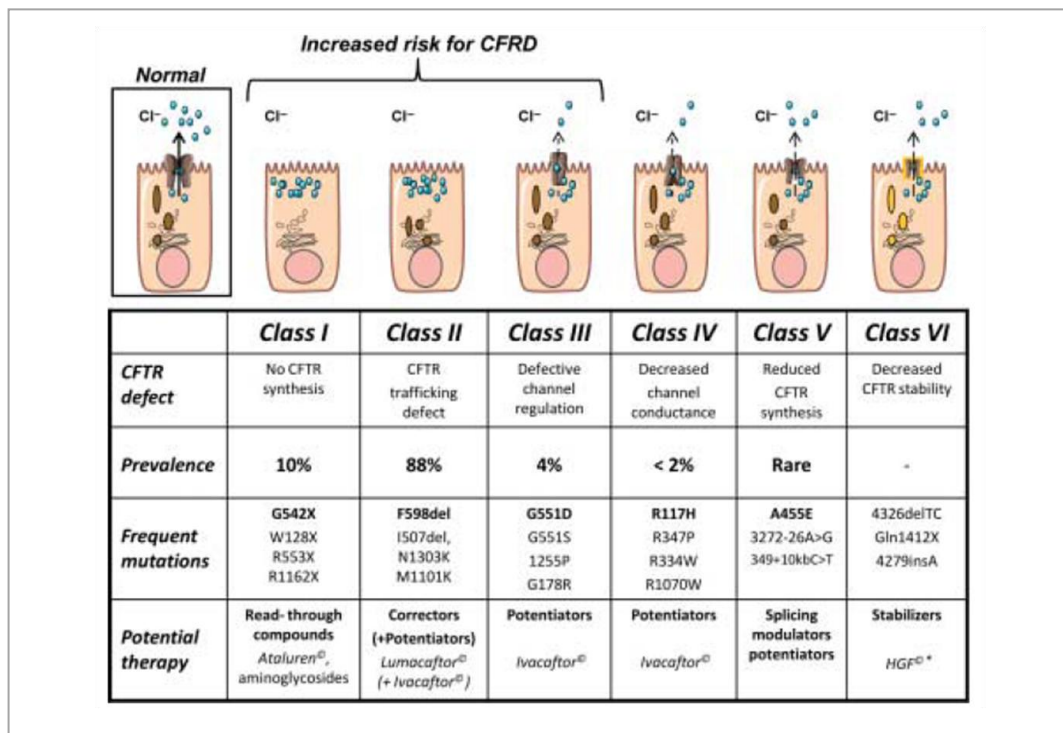 Increased risk for CFRD
Normal
Cl⁻ Cl⁻ Cl⁻ Cl⁻ Cl⁻ Cl⁻ Cl⁻
Class I Class II Class III Class IV Class V Class VI
CFTR defect
No CFTR synthesis
CFTR trafficking defect
Defective channel regulation
Decreased channel conductance
Reduced CFTR synthesis
Decreased CFTR stability
Prevalence 10% 88% 4% < 2% Rare -
Frequent mutations
G542X
W128X
R553X
R1162X
F598del
I507del,
N1303K
M1101K
G551D
G551S
1255P
G178R
R117H
R347P
R334W
R1070W
A455E
3272-26A>G
349+10kbC>T
4326delTC
Gln1412X
4279insA
Potential therapy
Read- through
compounds
Ataluren©,
aminoglycosides
Correctors
(+Potentiators)
Lumacaftor©
(+ Ivacaftor©)
Potentiators
Ivacaftor©
Potentiators
Ivacaftor©
Splicing
modulators
potentiators
Stabilizers
HGF©*